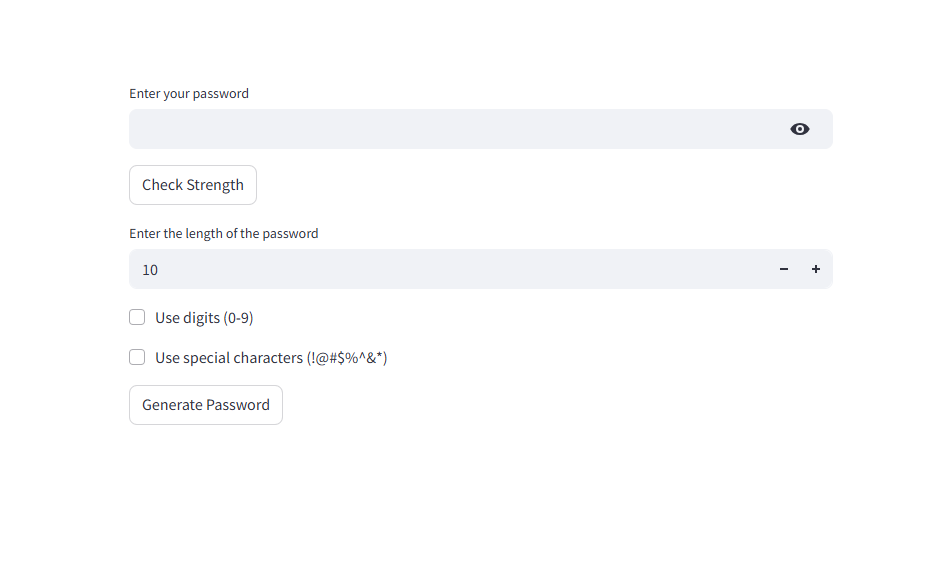 Enter your password
Check Strength
Enter the length of the password
10
Use digits (0-9)
Use special characters (!@#$%^&*)
Generate Password